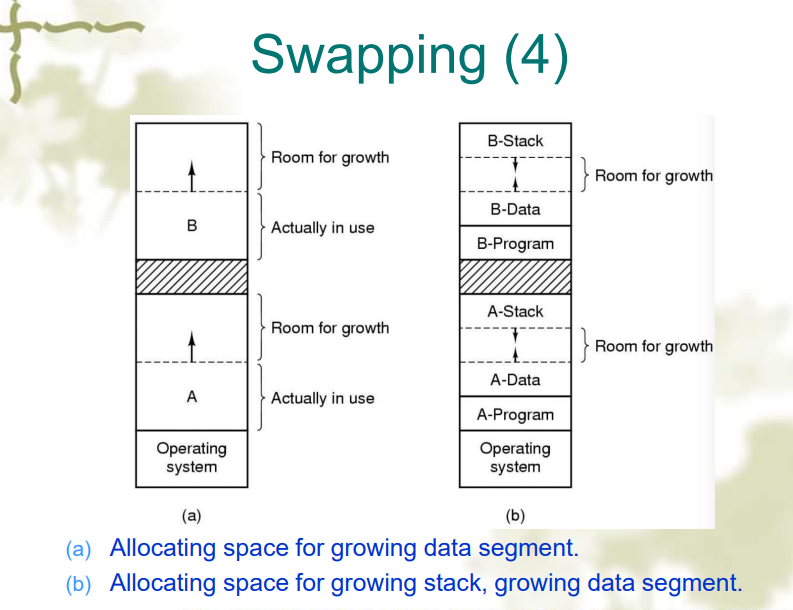 Swapping (4)
Room for growth
B
Actually in use
Room for growth
A
Actually in use
Operating
system
(a)
B-Stack
Room for growth
B-Data
B-Program
A-Stack
Room for growth
A-Data
A-Program
Operating
system
(b)
(a) Allocating space for growing data segment.
(b) Allocating space for growing stack, growing data segment.